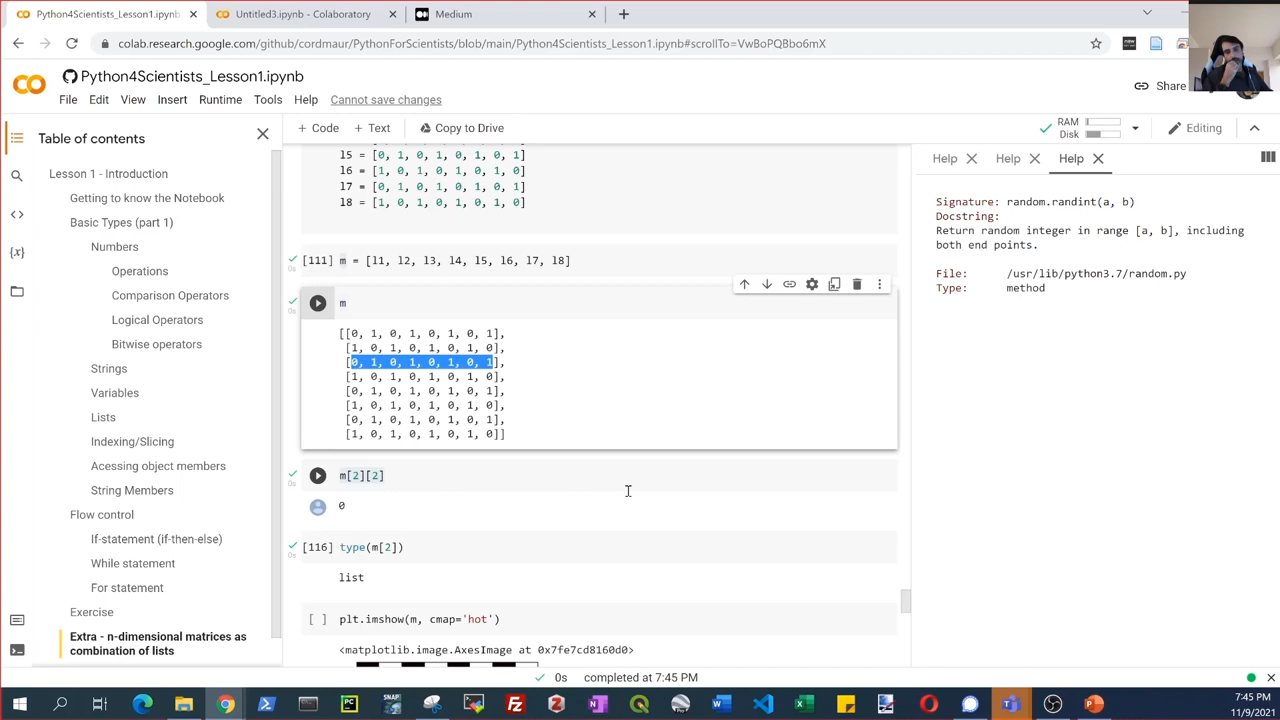 Python4Scientists_Lesson1.ipynb
Untitled3.ipynb - Colaboratory
Medium
colab.research.google.com/github/cordmaur/PythonForScientists/blob/main/Python4Scientists_Lesson1.ipynb#scrollTo=VwBoPQBbo6mX
Python4Scientists_Lesson1.ipynb
File Edit View Insert Runtime Tools Help Cannot save changes
Share
+ Code + Text Copy to Drive
RAM
Disk
Editing
Table of contents
Lesson 1 - Introduction
Getting to know the Notebook
Basic Types (part 1)
Numbers
Operations
Comparison Operators
Logical Operators
Bitwise operators
Strings
Variables
Lists
Indexing/Slicing
Acessing object members
String Members
Flow control
If-statement (if-then-else)
While statement
For statement
Exercise
Extra - n-dimensional matrices as
combination of lists
l5 = [0, 1, 0, 1, 0, 1, 0, 1]
l6 = [1, 0, 1, 0, 1, 0, 1, 0]
l7 = [0, 1, 0, 1, 0, 1, 0, 1]
l8 = [1, 0, 1, 0, 1, 0, 1, 0]
[111] m = [l1, l2, l3, l4, l5, l6, l7, l8]
0s
m
0s
[[0, 1, 0, 1, 0, 1, 0, 1],
[1, 0, 1, 0, 1, 0, 1, 0],
[0, 1, 0, 1, 0, 1, 0, 1],
[1, 0, 1, 0, 1, 0, 1, 0],
[0, 1, 0, 1, 0, 1, 0, 1],
[1, 0, 1, 0, 1, 0, 1, 0],
[0, 1, 0, 1, 0, 1, 0, 1],
[1, 0, 1, 0, 1, 0, 1, 0]]
m[2][2]
0s
0
[116] type(m[2])
0s
list
[ ] plt.imshow(m, cmap='hot')
<matplotlib.image.AxesImage at 0x7fe7cd8160d0>
Help Help Help
Signature: random.randint(a, b)
Docstring:
Return random integer in range [a, b], including
both end points.
File: /usr/lib/python3.7/random.py
Type: method
0s completed at 7:45 PM
7:45 PM
11/9/2021